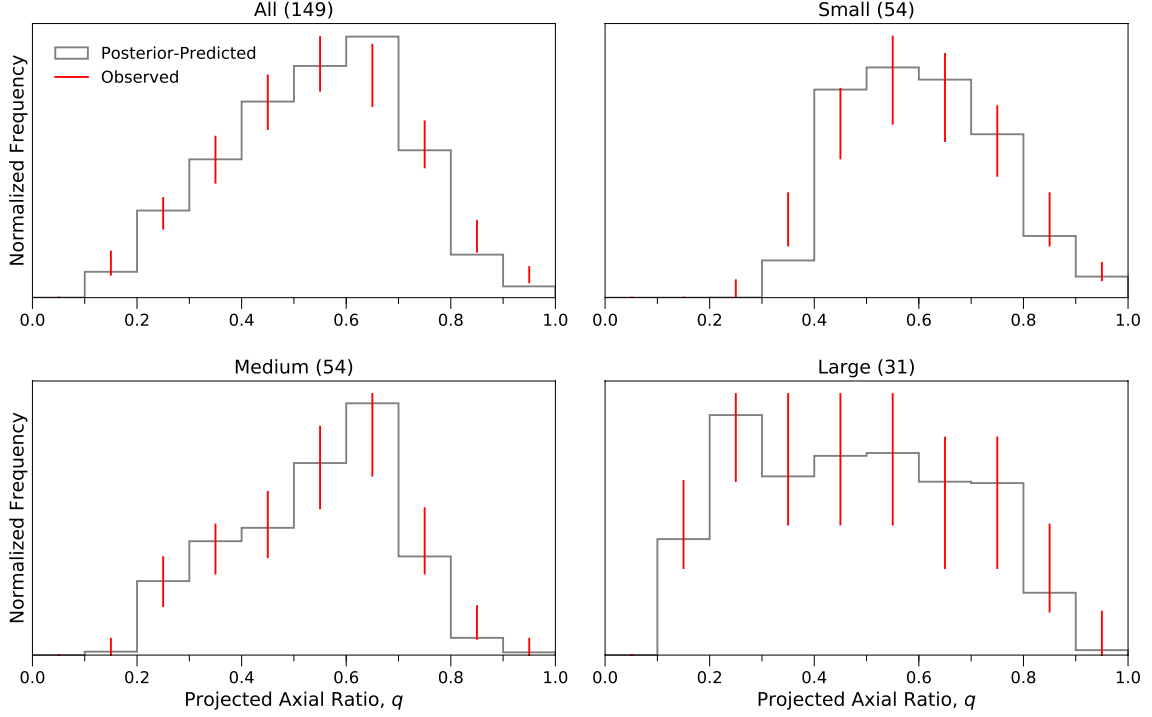 All (149)
Small (54)
Normalized Frequency
Posterior-Predicted
Observed
0.0 0.2 0.4 0.6 0.8 1.0
0.0 0.2 0.4 0.6 0.8 1.0
Medium (54)
Large (31)
Normalized Frequency
0.0 0.2 0.4 0.6 0.8 1.0
0.0 0.2 0.4 0.6 0.8 1.0
Projected Axial Ratio, q
Projected Axial Ratio, q